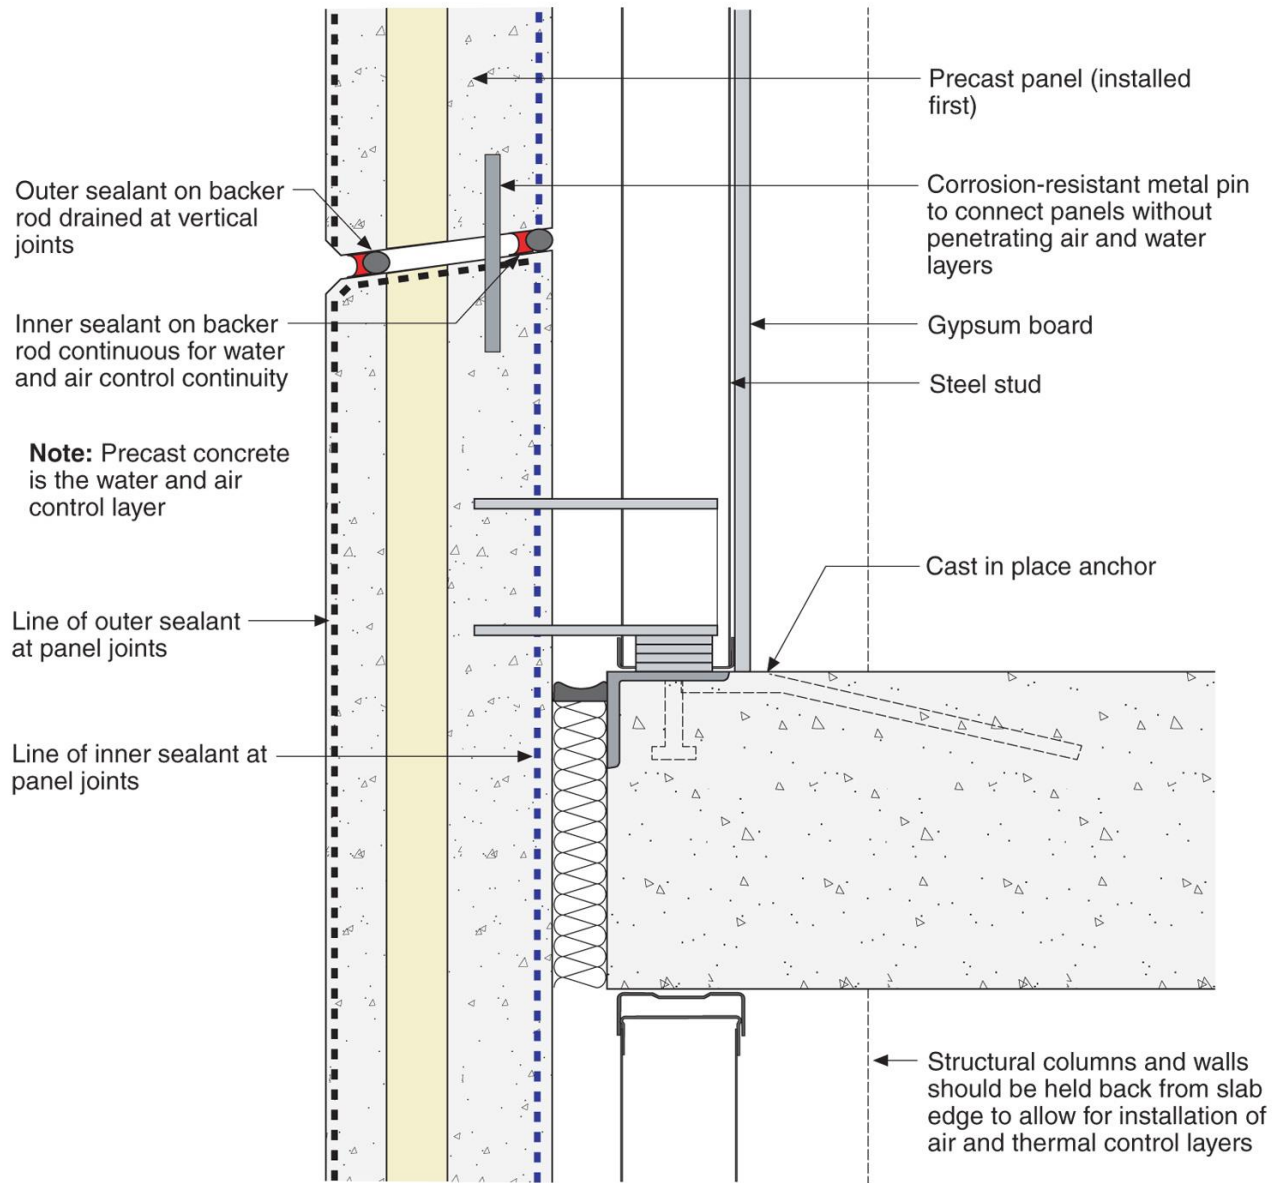 Precast panel (installed
first)
Outer sealant on backer
rod drained at vertical
joints
Corrosion-resistant metal pin
to connect panels without
penetrating air and water
layers
Inner sealant on backer
rod continuous for water
and air control continuity
Gypsum board
Steel stud
Note: Precast concrete
is the water and air
control layer
Cast in place anchor
Line of outer sealant
at panel joints
Line of inner sealant at
panel joints
Structural columns and walls
should be held back from slab
edge to allow for installation of
air and thermal control layers